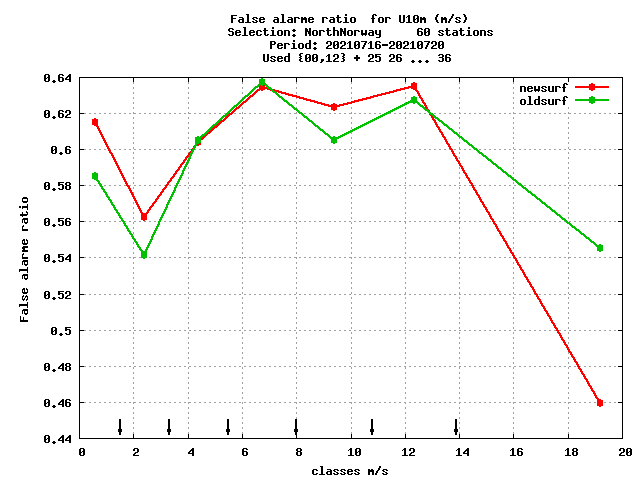 False alarme ratio for U10m (m/s)
Selection: NorthNorway 60 stations
Period: 20210716-20210720
Used {00,12} + 25 26 ... 36
newsurf
oldsurf
False alarme ratio
0.64
0.62
0.6
0.58
0.56
0.54
0.52
0.5
0.48
0.46
0.44
0 2 4 6 8 10 12 14 16 18 20
classes m/s